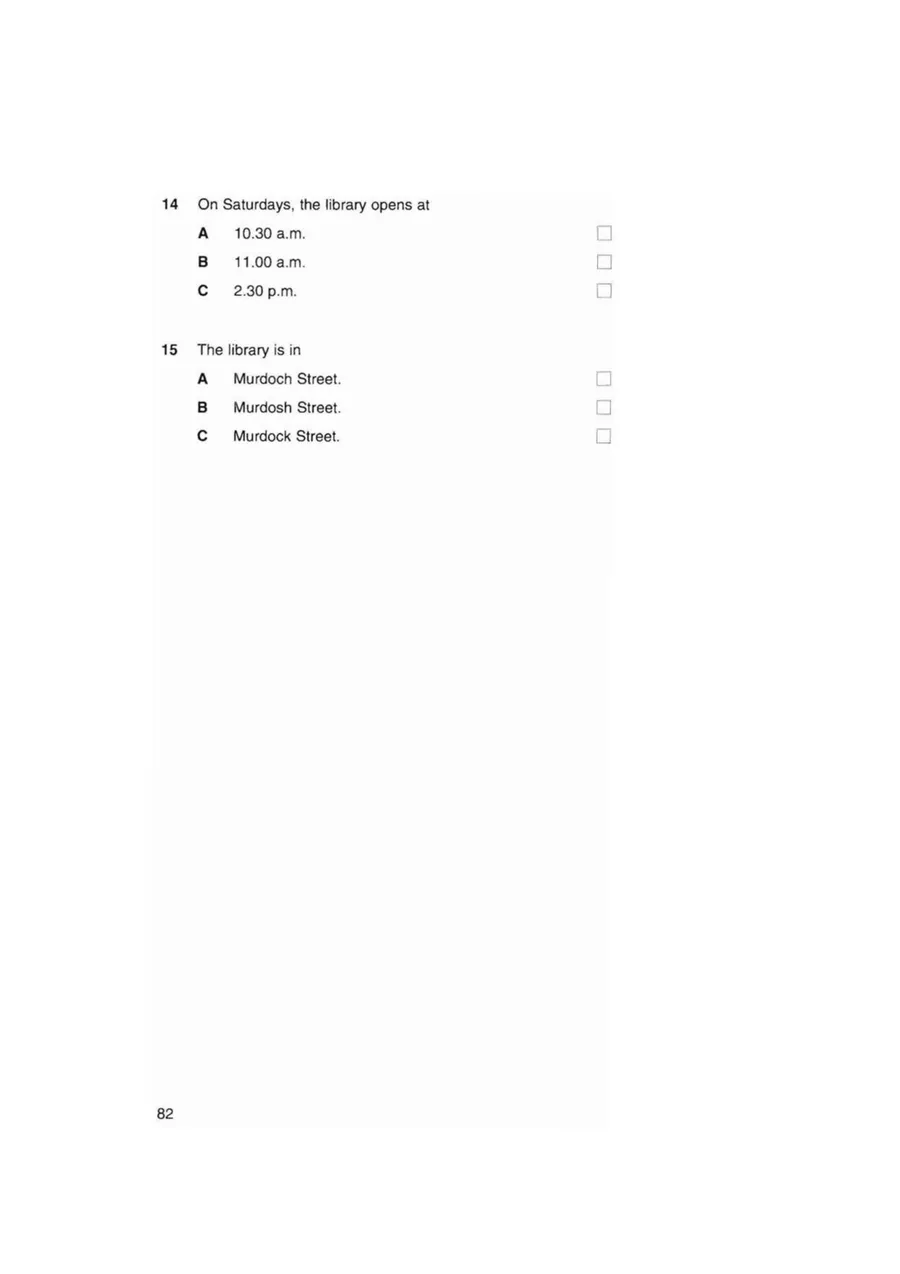 14 On Saturdays, the library opens at
A 10.30 a.m.
B 11.00 a.m.
C 2.30 p.m.
15 The library is in
A Murdoch Street.
B Murdosh Street.
C Murdock Street.
82